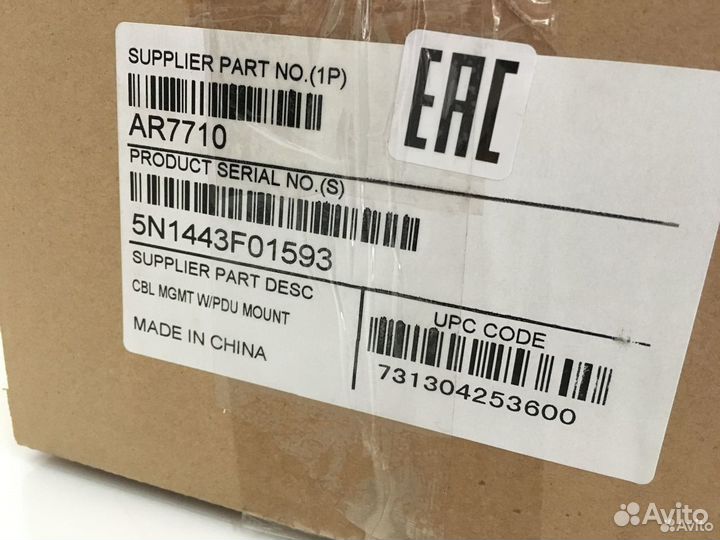 SUPPLIER PART NO.(1P)
AR7710
EAC
PRODUCT SERIAL NO.(S)
5N1443F01593
SUPPLIER PART DESC
CBL MGMT W/PDU MOUNT
MADE IN CHINA
UPC CODE
731304253600
Avito
Avito